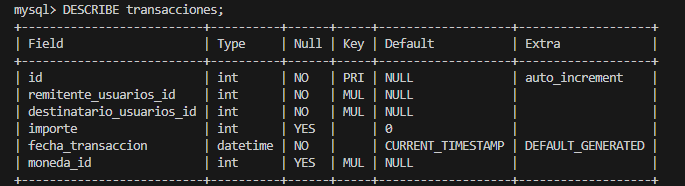 mysql> DESCRIBE transacciones;
+-------------------------+----------+------+-----+-------------------+-------------------+
| Field                   | Type     | Null | Key | Default           | Extra             |
+-------------------------+----------+------+-----+-------------------+-------------------+
| id                      | int      | NO   | PRI | NULL              | auto_increment    |
| remitente_usuarios_id   | int      | NO   | MUL | NULL              |                   |
| destinatario_usuarios_id | int      | NO   | MUL | NULL              |                   |
| importe                 | int      | YES  |     | 0                 |                   |
| fecha_transaccion       | datetime | NO   |     | CURRENT_TIMESTAMP | DEFAULT_GENERATED |
| moneda_id               | int      | YES  | MUL | NULL              |                   |
+-------------------------+----------+------+-----+-------------------+-------------------+